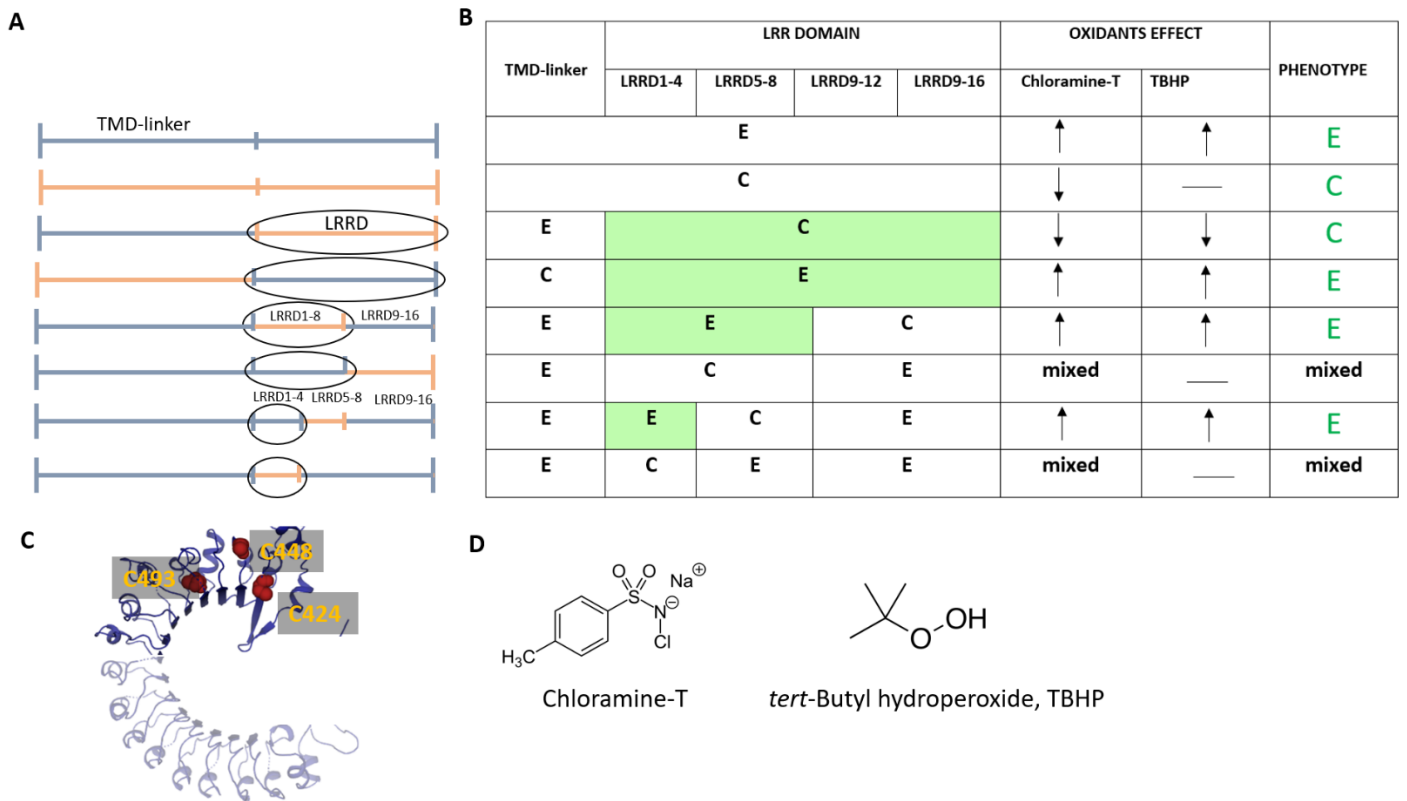 A
TMD-linker
LRRD
LRRD1-8
LRRD9-16
LRRD1-4
LRRD5-8
LRRD9-16
B
TMD-linker
LRR DOMAIN
OXIDANTS EFFECT
PHENOTYPE
LRRD1-4
LRRD5-8
LRRD9-12
LRRD9-16
Chloramine-T
TBHP
E ↑ ↑ E
C ↓ — C
E C ↓ ↓ C
C E ↑ ↑ E
E E C ↑ ↑ E
E C E mixed — mixed
E E C E ↑ ↑ E
E C E E mixed — mixed
C
C493
C448
C424
D
O
O
S
Na⊕
N⊖
Cl
H₃C
Chloramine-T
O
OH
tert-Butyl hydroperoxide, TBHP